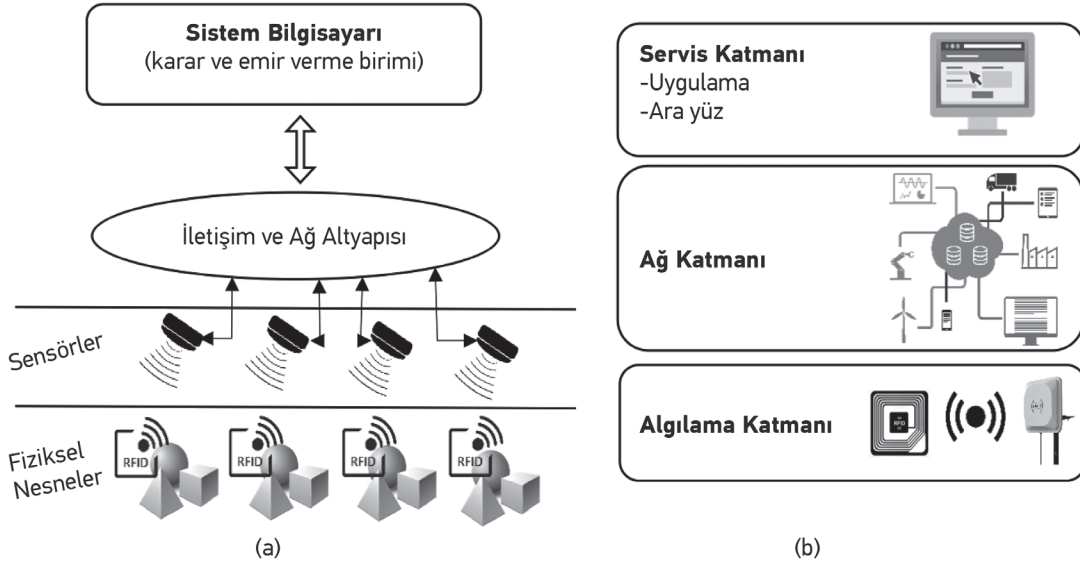 Sistem Bilgisayarı
(karar ve emir verme birimi)
İletişim ve Ağ Altyapısı
Sensörler
Fiziksel
Nesneler
RFID
RFID
RFID
RFID
(a)
Servis Katmanı
-Uygulama
-Ara yüz
Ağ Katmanı
Algılama Katmanı
RFID
(b)